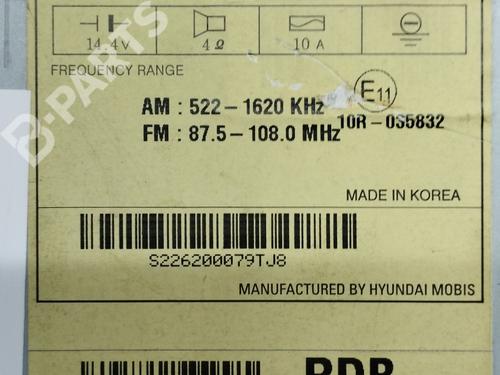 14.4V 4Ω 10 A
FREQUENCY RANGE
AM : 522-1620 KHz
FM : 87.5-108.0 MHz
E11
10R-0S5832
MADE IN KOREA
S226200079TJ8
MANUFACTURED BY HYUNDAI MOBIS
B-PARTS